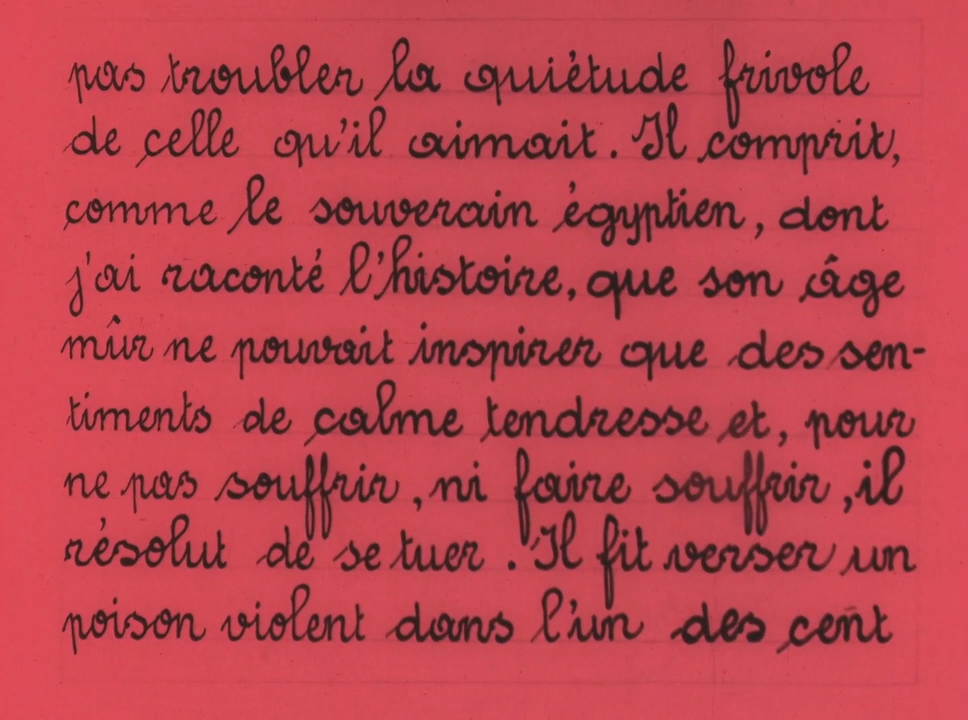 pas troubler la quiétude frivole
de celle qu'il aimait. Il comprit,
comme le souverain égyptien, dont
j'ai raconté l'histoire, que son âge
mûr ne pouvait inspirer que des sen-
timents de calme tendresse et, pour
ne pas souffrir, ni faire souffrir, il
résolut de se tuer. Il fit verser un
poison violent dans l'un des cent